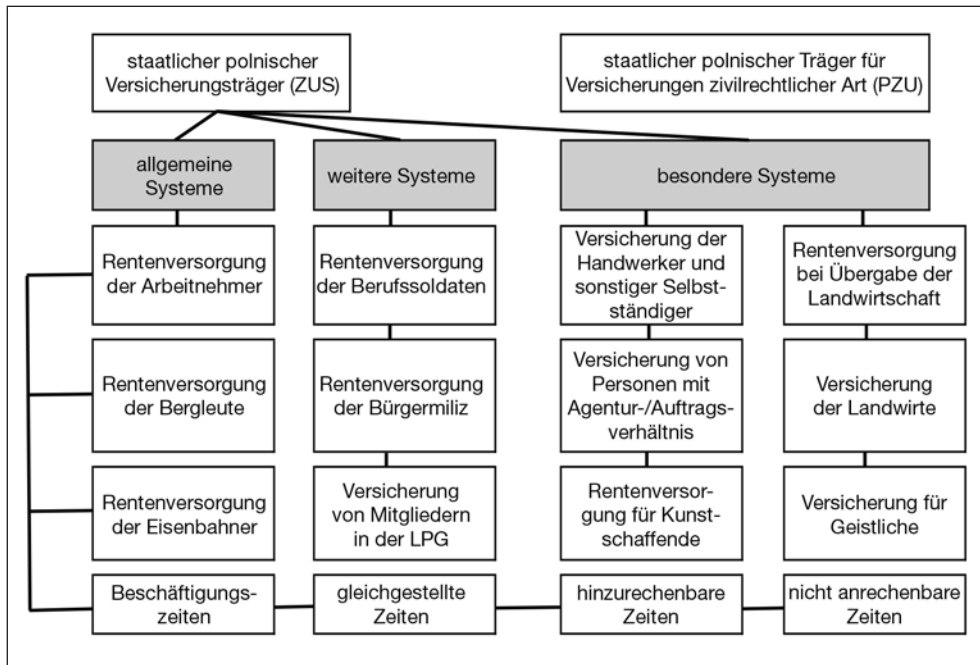 staatlicher polnischer
Versicherungsträger (ZUS)
staatlicher polnischer Träger für
Versicherungen zivilrechtlicher Art (PZU)
allgemeine
Systeme
weitere Systeme
besondere Systeme
Rentenversorgung
der Arbeitnehmer
Rentenversorgung
der Berufssoldaten
Versicherung der
Handwerker und
sonstiger Selbst-
ständiger
Rentenversorgung
bei Übergabe der
Landwirtschaft
Rentenversorgung
der Bergleute
Rentenversorgung
der Bürgermiliz
Versicherung von
Personen mit
Agentur-/Auftrags-
verhältnis
Versicherung
der Landwirte
Rentenversorgung
der Eisenbahner
Versicherung
von Mitgliedern
in der LPG
Rentenversor-
gung für Kunst-
schaffende
Versicherung für
Geistliche
Beschäftigungs-
zeiten
gleichgestellte
Zeiten
hinzurechenbare
Zeiten
nicht anrechenbare
Zeiten